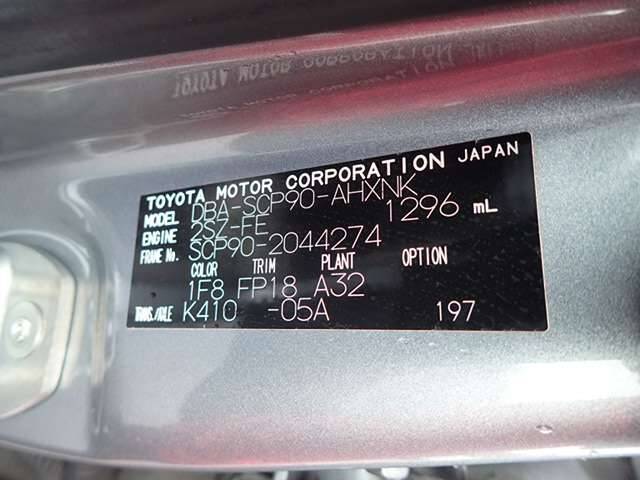 TOYOTA MOTOR CORPORATION JAPAN
MODEL DBA-SCP90-AHXNK
ENGINE 2SZ-FE 1296 mL
FRAME No. SCP90-2044274
COLOR TRIM PLANT OPTION
1F8 FP18 A32
TRANS./AXLE K410 -05A 197